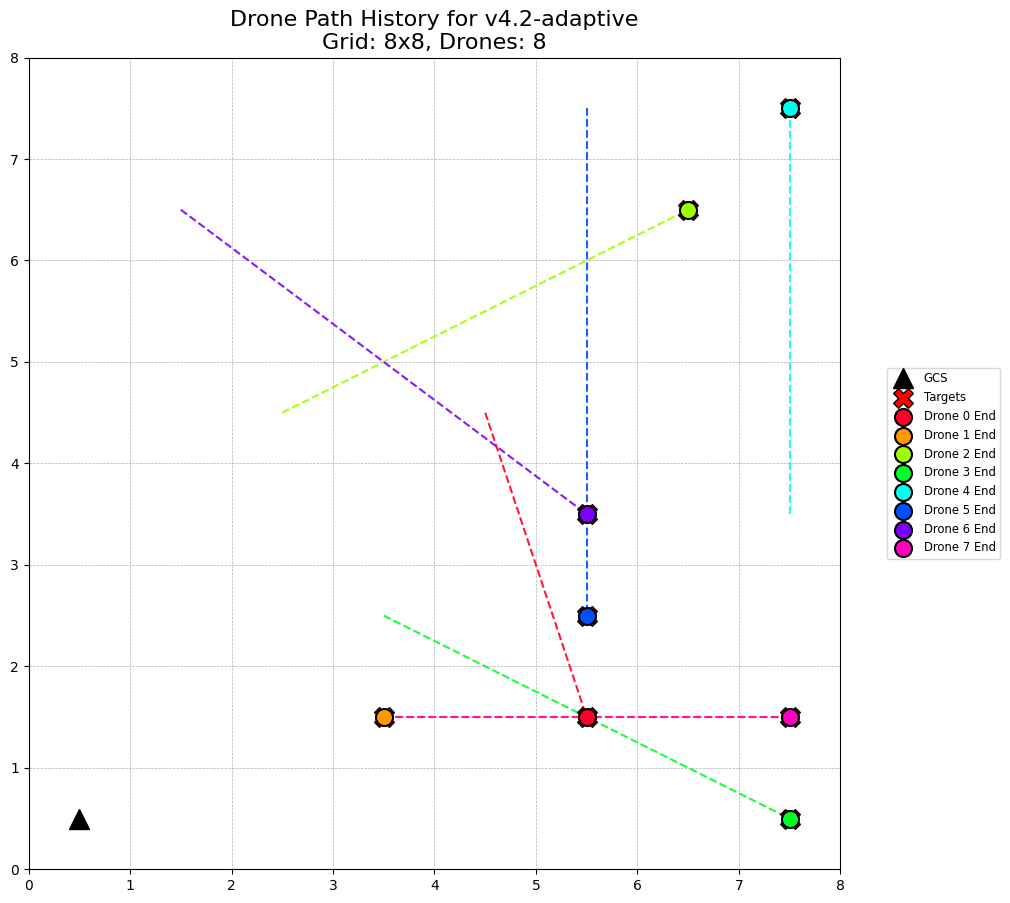 Drone Path History for v4.2-adaptive
Grid: 8x8, Drones: 8
8
7
6
5
4
3
2
1
0
0 1 2 3 4 5 6 7 8
GCS
Targets
Drone 0 End
Drone 1 End
Drone 2 End
Drone 3 End
Drone 4 End
Drone 5 End
Drone 6 End
Drone 7 End